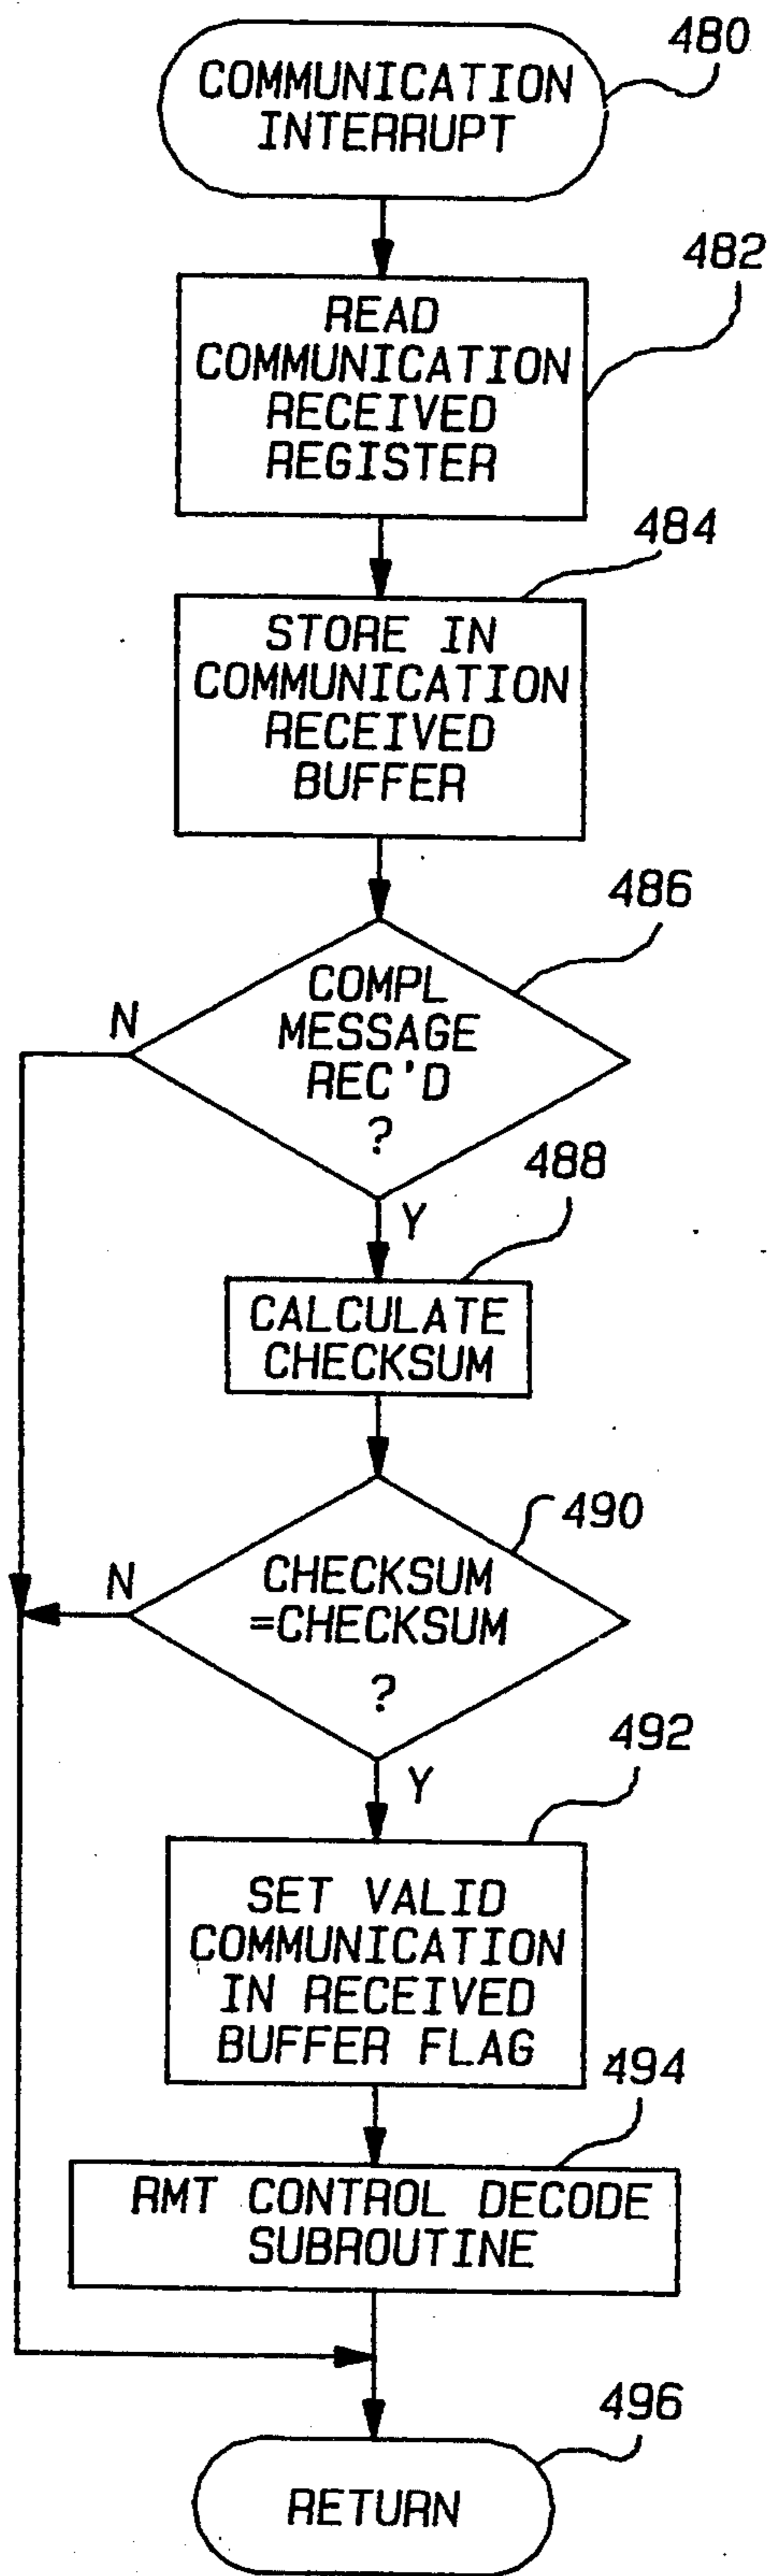 480
COMMUNICATION
INTERRUPT
482
READ
COMMUNICATION
RECEIVED
REGISTER
484
STORE IN
COMMUNICATION
RECEIVED
BUFFER
486
COMPL
MESSAGE
REC'D
?
N
Y
488
CALCULATE
CHECKSUM
490
CHECKSUM
=CHECKSUM
?
N
Y
492
SET VALID
COMMUNICATION
IN RECEIVED
BUFFER FLAG
494
RMT CONTROL DECODE
SUBROUTINE
496
RETURN